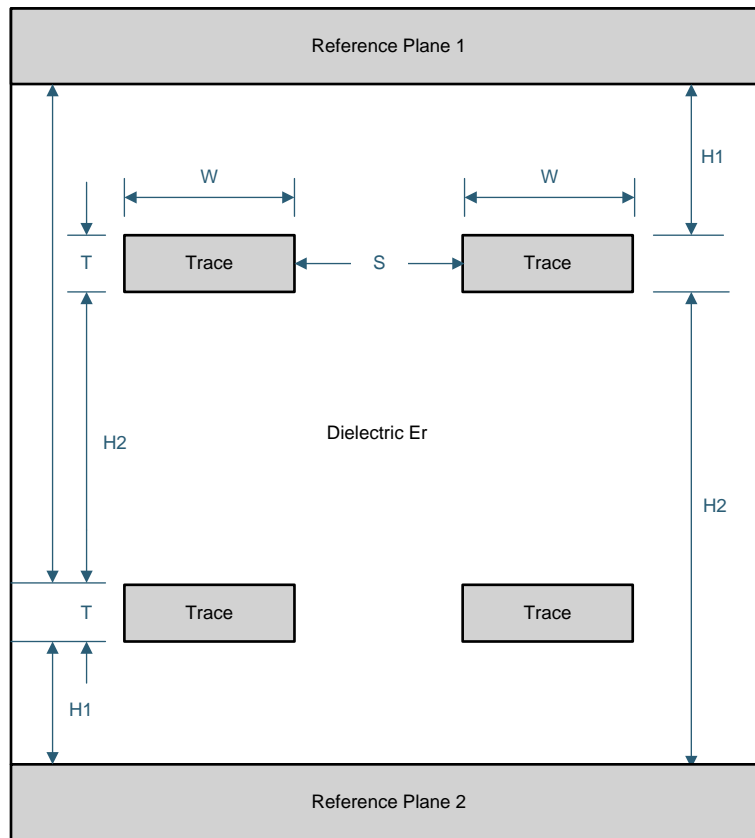 Reference Plane 1
H1
W W
T Trace S Trace
Dielectric Er
H2
H2
T Trace Trace
H1
Reference Plane 2